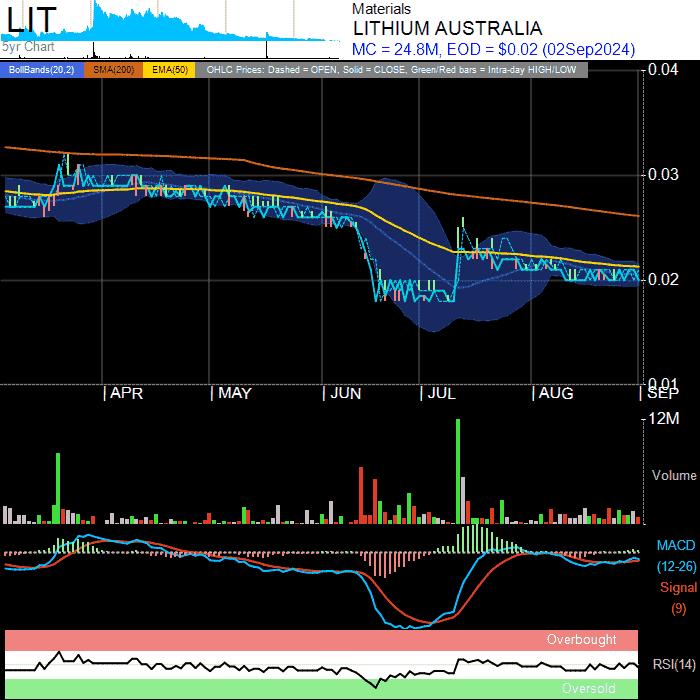 LIT
5yr Chart
Materials
LITHIUM AUSTRALIA
MC = 24.8M, EOD = $0.02 (02Sep2024)
BollBands(20,2) SMA(200) EMA(50) OHLC Prices: Dashed = OPEN, Solid = CLOSE, Green/Red bars = Intra-day HIGH/LOW
0.04
0.03
0.02
0.01
| APR | MAY | JUN | JUL | AUG | SEP
12M
Volume
MACD
(12-26)
Signal
(9)
Overbought
RSI(14)
Oversold